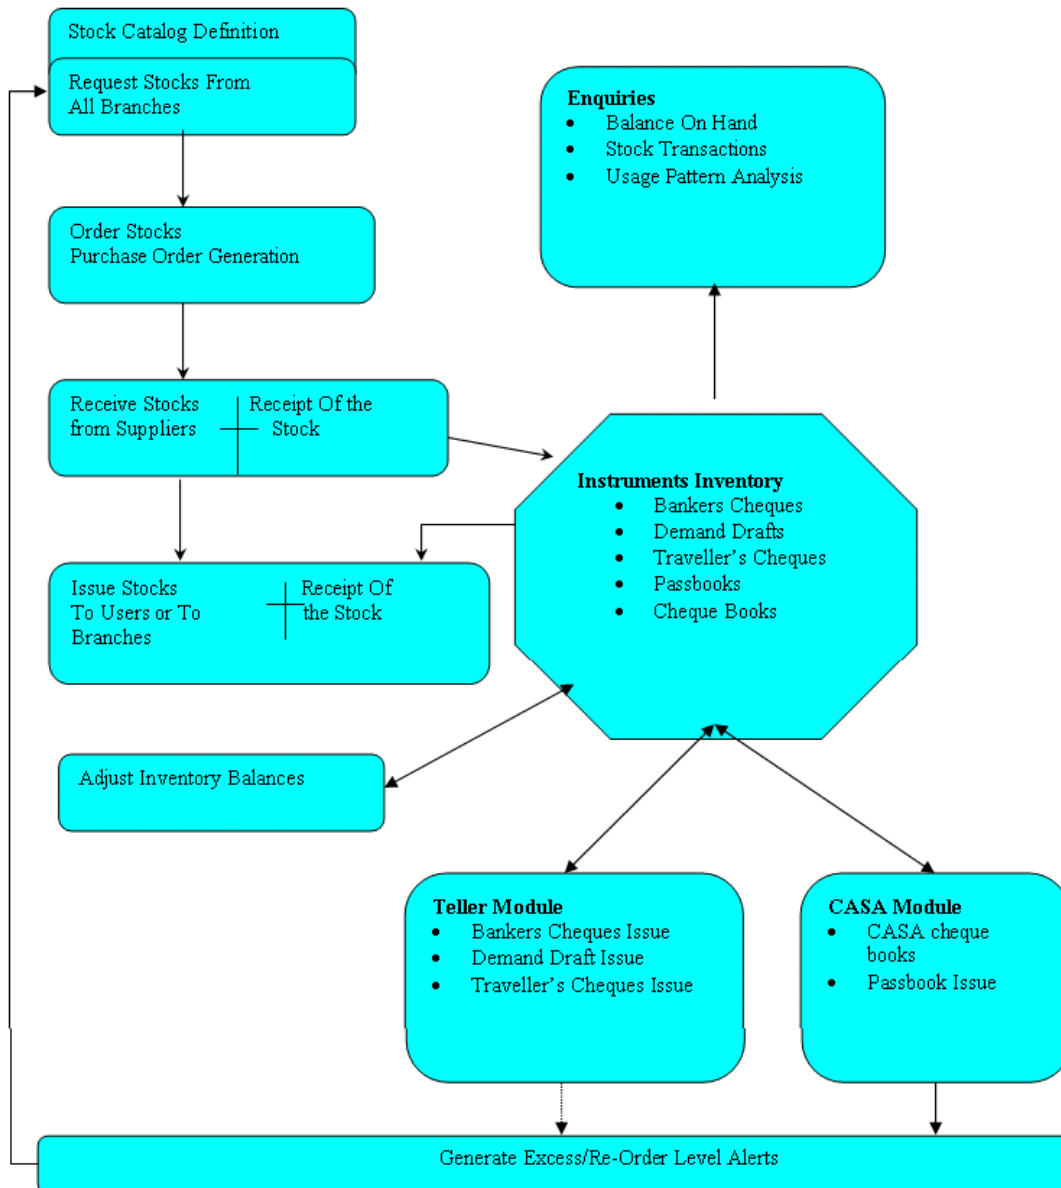 Stock Catalog Definition
Request Stocks From
All Branches
Enquiries
• Balance On Hand
• Stock Transactions
• Usage Pattern Analysis
Order Stocks
Purchase Order Generation
Receive Stocks
from Suppliers
Receipt Of the
Stock
Instruments Inventory
• Bankers Cheques
• Demand Drafts
• Traveller’s Cheques
• Passbooks
• Cheque Books
Issue Stocks
To Users or To
Branches
Receipt Of
the Stock
Adjust Inventory Balances
Teller Module
• Bankers Cheques Issue
• Demand Draft Issue
• Traveller’s Cheques Issue
CASA Module
• CASA cheque
books
• Passbook Issue
Generate Excess/Re-Order Level Alerts